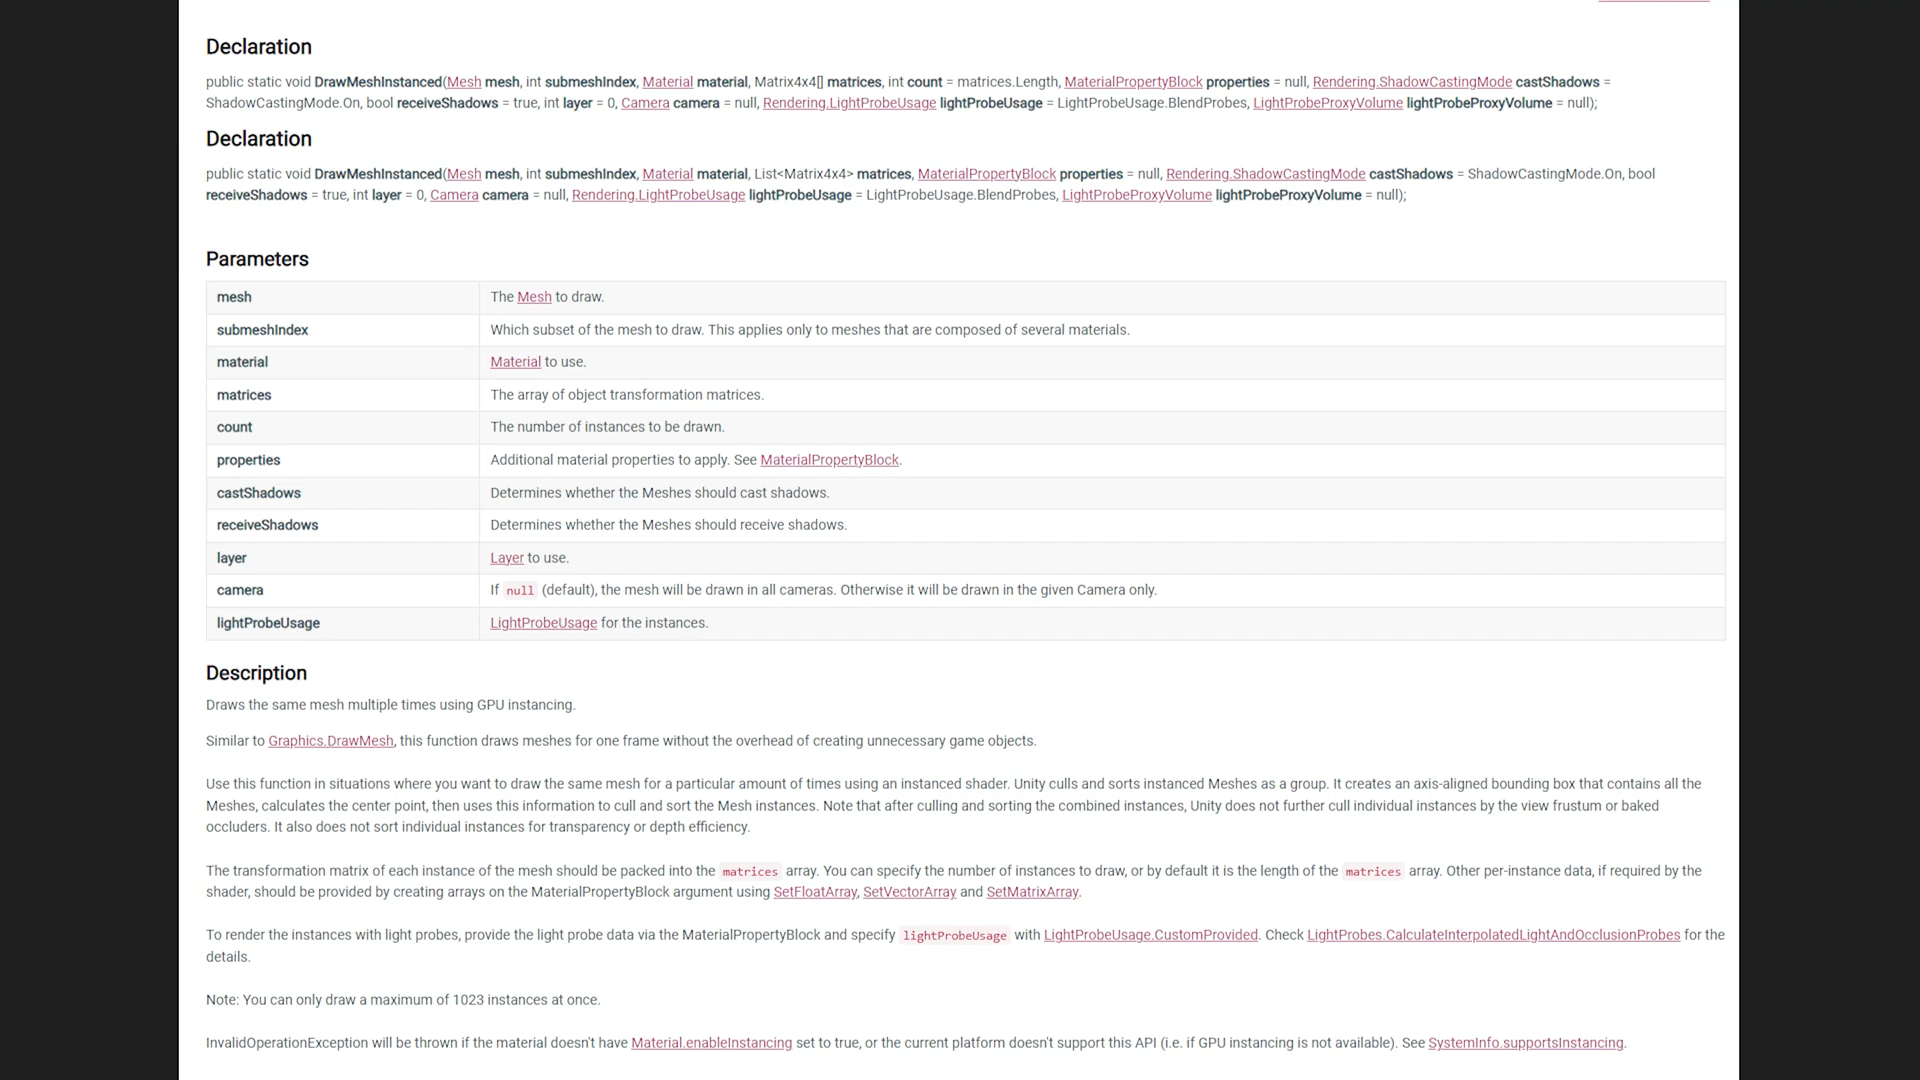 Declaration
public static void DrawMeshInstanced(Mesh mesh, int submeshIndex, Material material, Matrix4x4[] matrices, int count = matrices.Length, MaterialPropertyBlock properties = null, Rendering.ShadowCastingMode castShadows =
ShadowCastingMode.On, bool receiveShadows = true, int layer = 0, Camera camera = null, Rendering.LightProbeUsage lightProbeUsage = LightProbeUsage.BlendProbes, LightProbeProxyVolume lightProbeProxyVolume = null);
Declaration
public static void DrawMeshInstanced(Mesh mesh, int submeshIndex, Material material, List<Matrix4x4> matrices, MaterialPropertyBlock properties = null, Rendering.ShadowCastingMode castShadows = ShadowCastingMode.On, bool
receiveShadows = true, int layer = 0, Camera camera = null, Rendering.LightProbeUsage lightProbeUsage = LightProbeUsage.BlendProbes, LightProbeProxyVolume lightProbeProxyVolume = null);
Parameters
mesh The Mesh to draw.
submeshIndex Which subset of the mesh to draw. This applies only to meshes that are composed of several materials.
material Material to use.
matrices The array of object transformation matrices.
count The number of instances to be drawn.
properties Additional material properties to apply. See MaterialPropertyBlock.
castShadows Determines whether the Meshes should cast shadows.
receiveShadows Determines whether the Meshes should receive shadows.
layer Layer to use.
camera If null (default), the mesh will be drawn in all cameras. Otherwise it will be drawn in the given Camera only.
lightProbeUsage LightProbeUsage for the instances.
Description
Draws the same mesh multiple times using GPU instancing.
Similar to Graphics.DrawMesh, this function draws meshes for one frame without the overhead of creating unnecessary game objects.
Use this function in situations where you want to draw the same mesh for a particular amount of times using an instanced shader. Unity culls and sorts instanced Meshes as a group. It creates an axis-aligned bounding box that contains all the
Meshes, calculates the center point, then uses this information to cull and sort the Mesh instances. Note that after culling and sorting the combined instances, Unity does not further cull individual instances by the view frustum or baked
occluders. It also does not sort individual instances for transparency or depth efficiency.
The transformation matrix of each instance of the mesh should be packed into the matrices array. You can specify the number of instances to draw, or by default it is the length of the matrices array. Other per-instance data, if required by the
shader, should be provided by creating arrays on the MaterialPropertyBlock argument using SetFloatArray, SetVectorArray and SetMatrixArray.
To render the instances with light probes, provide the light probe data via the MaterialPropertyBlock and specify lightProbeUsage with LightProbeUsage.CustomProvided. Check LightProbes.CalculateInterpolatedLightAndOcclusionProbes for the
details.
Note: You can only draw a maximum of 1023 instances at once.
InvalidOperationException will be thrown if the material doesn't have Material.enableInstancing set to true, or the current platform doesn't support this API (i.e. if GPU instancing is not available). See SystemInfo.supportsInstancing.